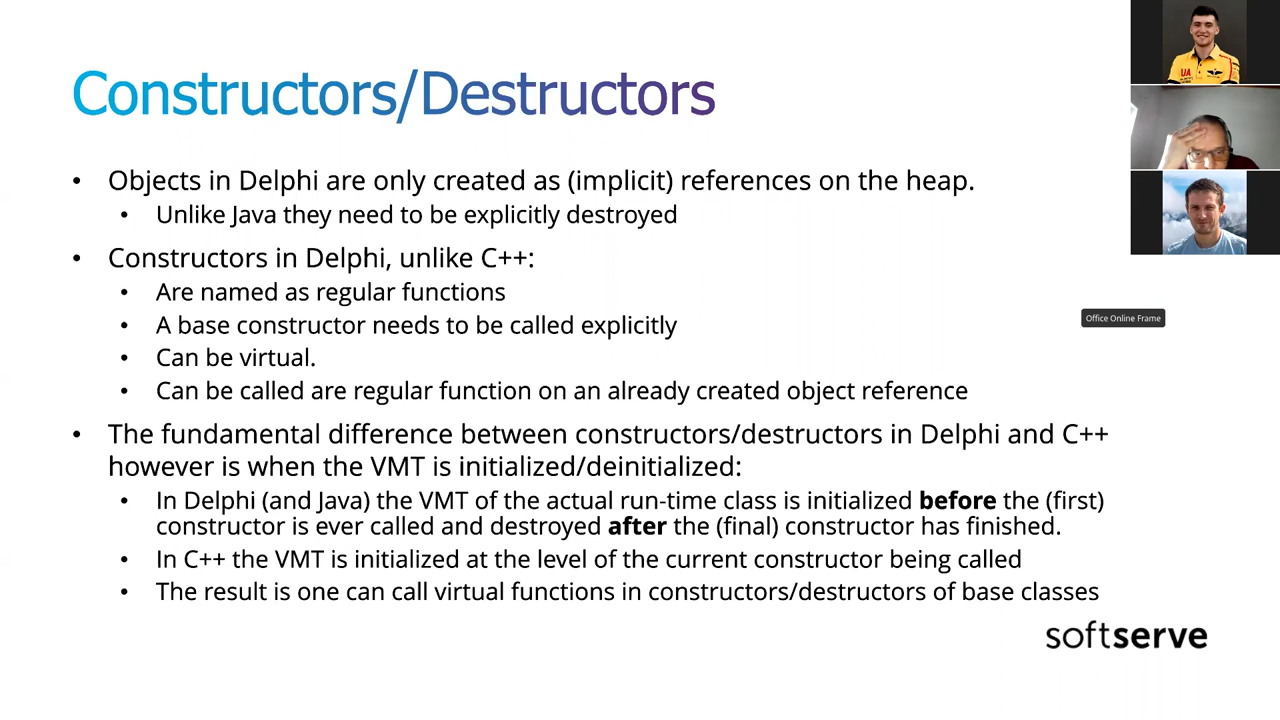 Constructors/Destructors
• Objects in Delphi are only created as (implicit) references on the heap.
• Unlike Java they need to be explicitly destroyed
• Constructors in Delphi, unlike C++:
• Are named as regular functions
• A base constructor needs to be called explicitly
• Can be virtual.
• Can be called are regular function on an already created object reference
• The fundamental difference between constructors/destructors in Delphi and C++
however is when the VMT is initialized/deinitialized:
• In Delphi (and Java) the VMT of the actual run-time class is initialized before the (first)
constructor is ever called and destroyed after the (final) constructor has finished.
• In C++ the VMT is initialized at the level of the current constructor being called
• The result is one can call virtual functions in constructors/destructors of base classes
softserve
UA
Office Online Frame